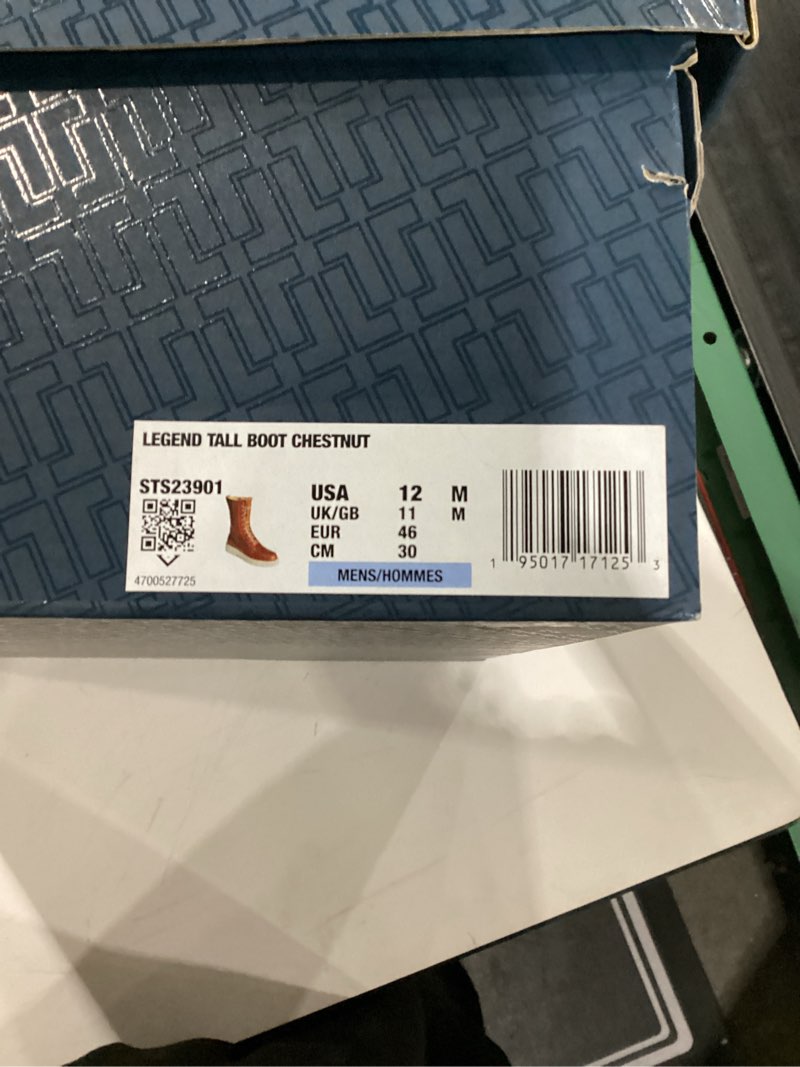 LEGEND TALL BOOT CHESTNUT
STS23901
USA 12 M
UK/GB 11 M
EUR 46
CM 30
MENS/HOMMES
4700527725
1 95017 17125 3